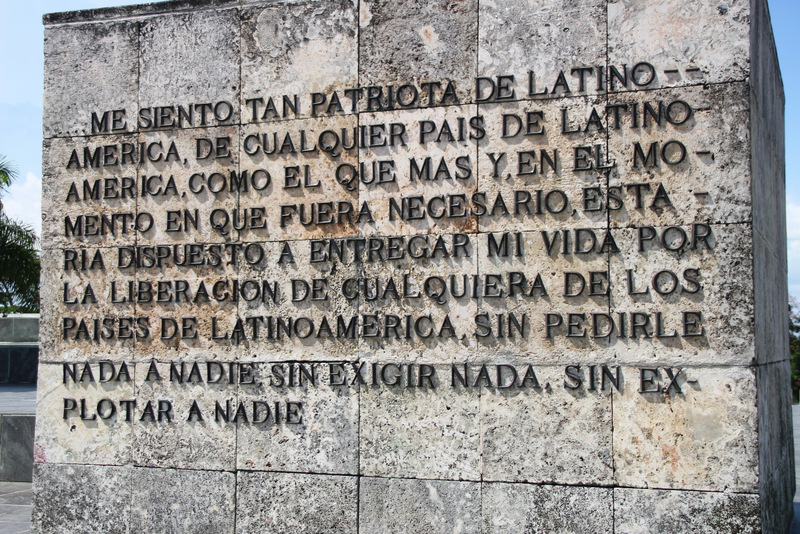 ME SIENTO TAN PATRIOTA DE LATINO--
AMERICA, DE CUALQUIER PAIS DE LATINO
AMERICA, COMO EL QUE MAS Y, EN EL MO-
MENTO EN QUE FUERA NECESARIO, ESTA-
RIA DISPUESTO A ENTREGAR MI VIDA POR
LA LIBERACION DE CUALQUIERA DE LOS
PAISES DE LATINOAMERICA, SIN PEDIRLE
NADA A NADIE, SIN EXIGIR NADA, SIN EX-
PLOTAR A NADIE